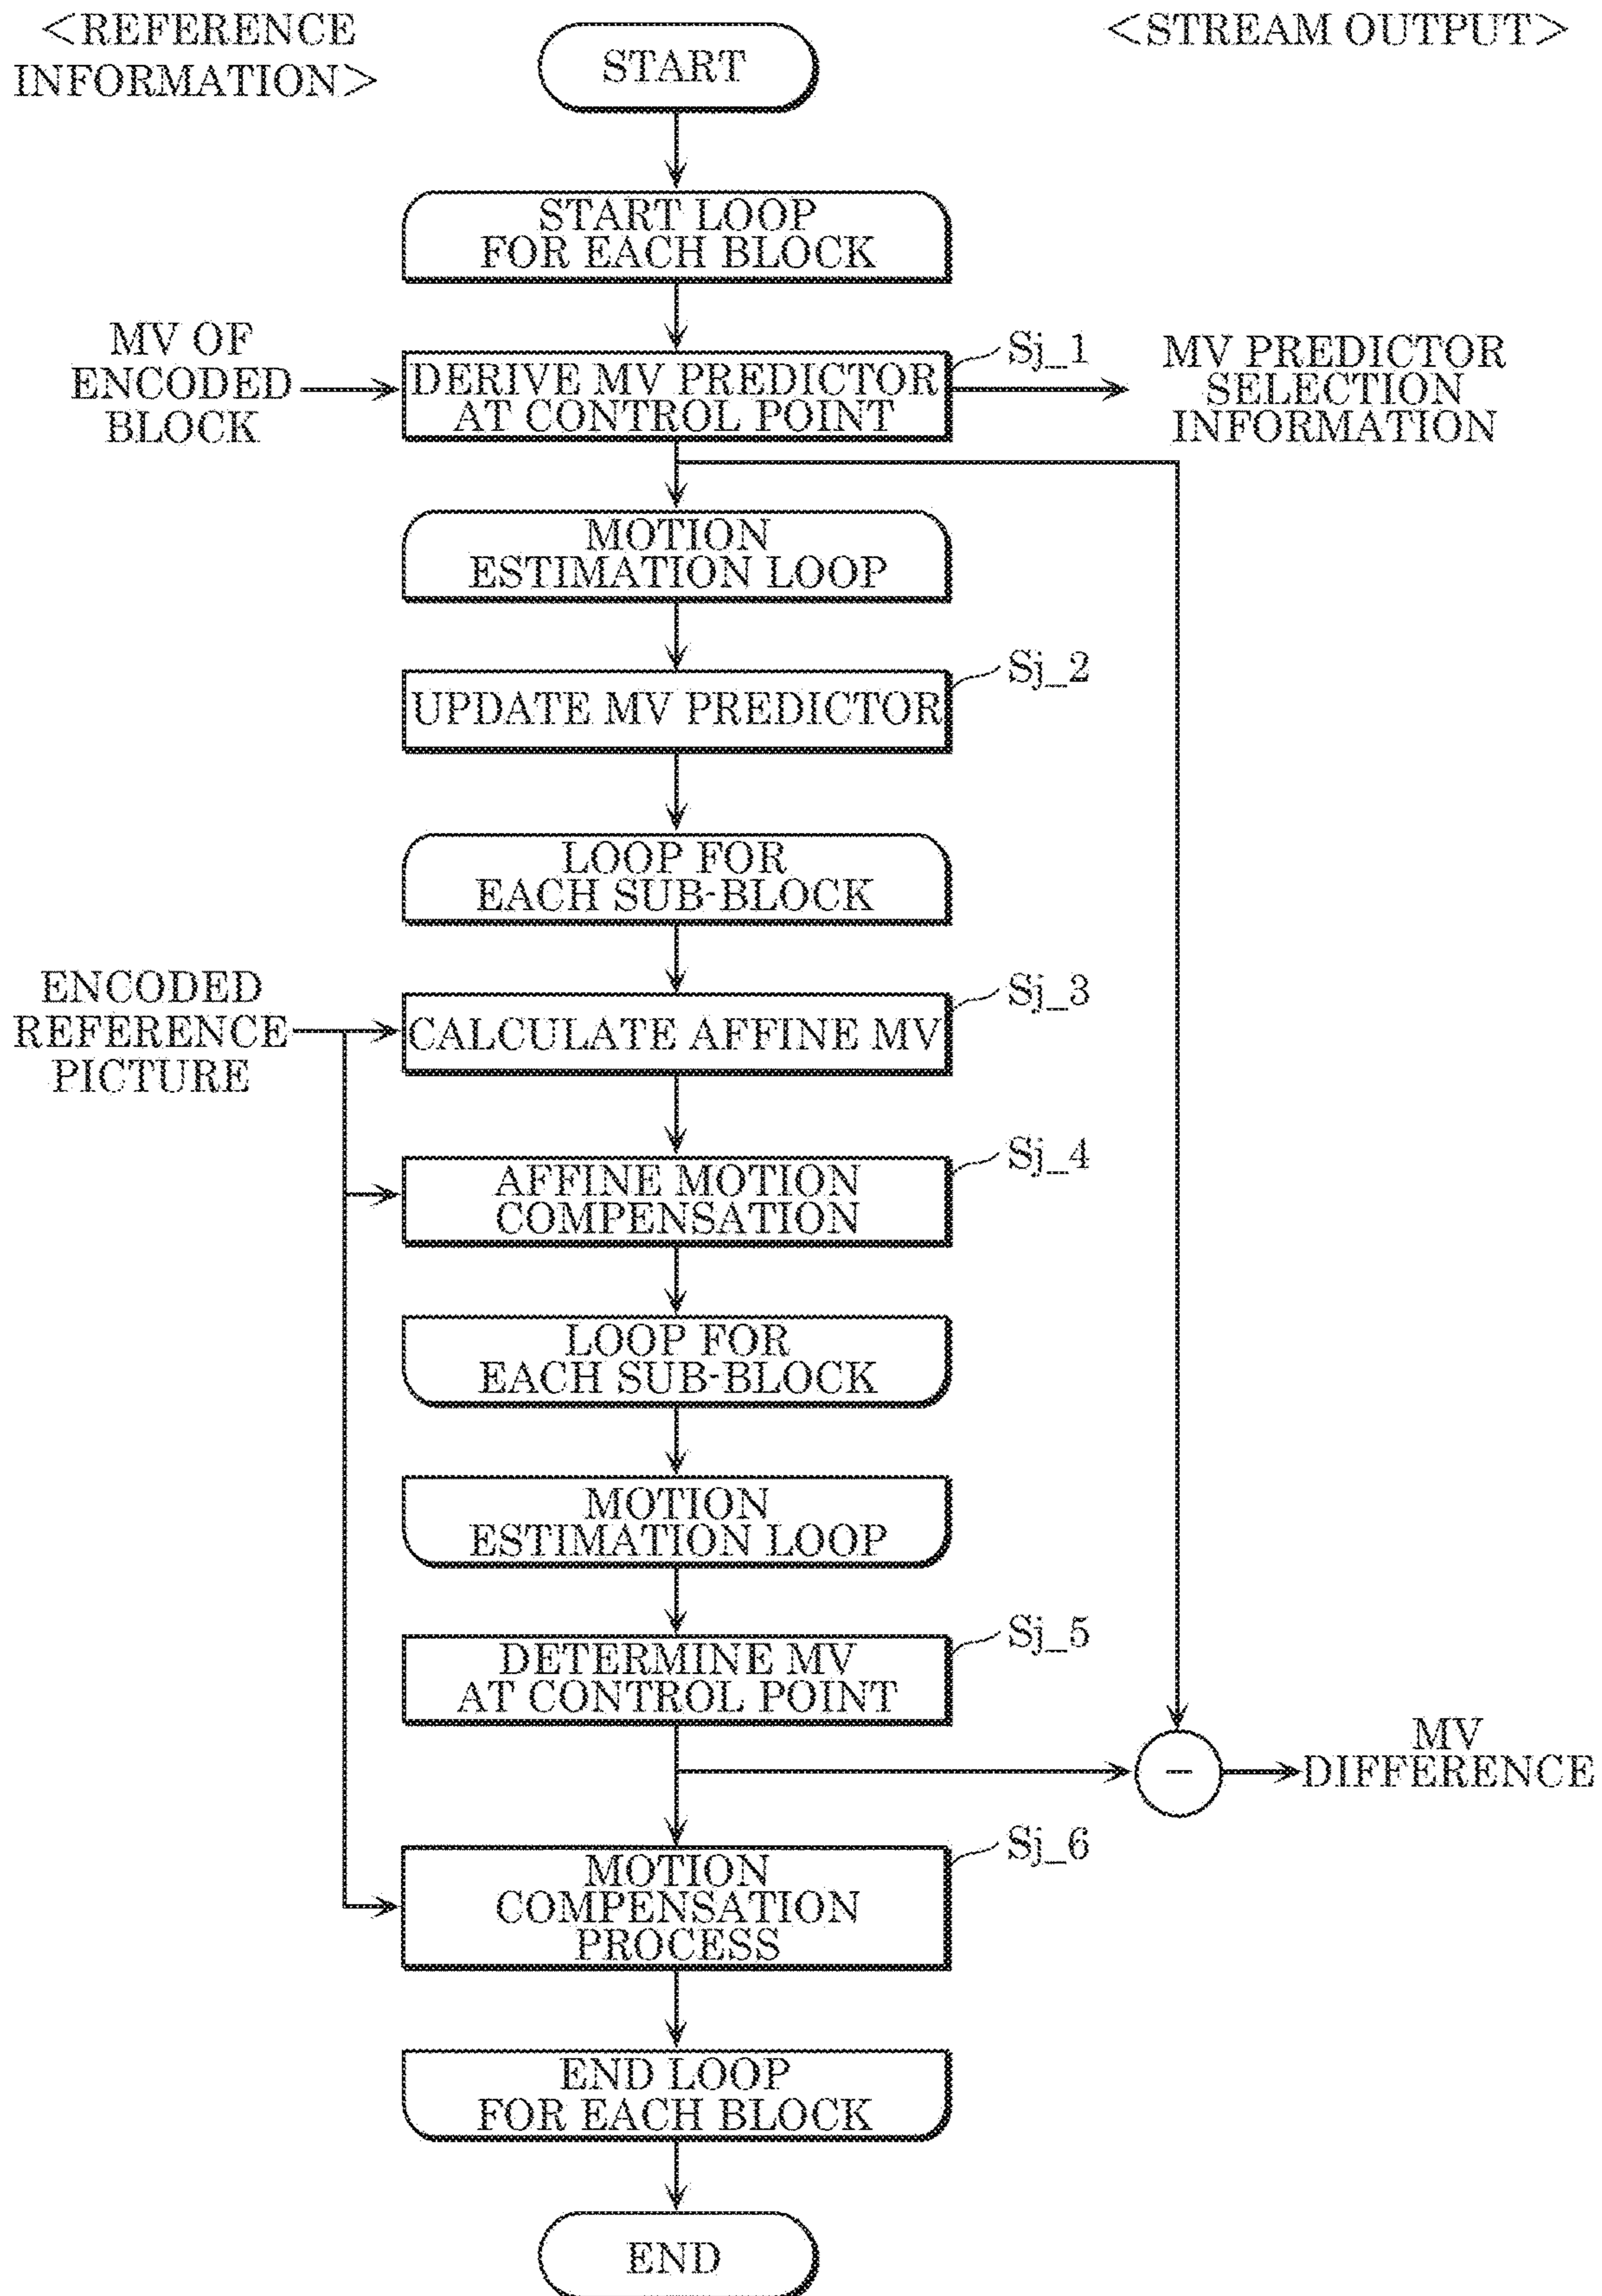 <REFERENCE
INFORMATION>
START
<STREAM OUTPUT>
START LOOP
FOR EACH BLOCK
MV OF
ENCODED
BLOCK
DERIVE MV PREDICTOR
AT CONTROL POINT
Sj_1
MV PREDICTOR
SELECTION
INFORMATION
MOTION
ESTIMATION LOOP
Sj_2
UPDATE MV PREDICTOR
LOOP FOR
EACH SUB-BLOCK
ENCODED
REFERENCE
PICTURE
Sj_3
CALCULATE AFFINE MV
Sj_4
AFFINE MOTION
COMPENSATION
LOOP FOR
EACH SUB-BLOCK
MOTION
ESTIMATION LOOP
Sj_5
DETERMINE MV
AT CONTROL POINT
−
MV
DIFFERENCE
Sj_6
MOTION
COMPENSATION
PROCESS
END LOOP
FOR EACH BLOCK
END